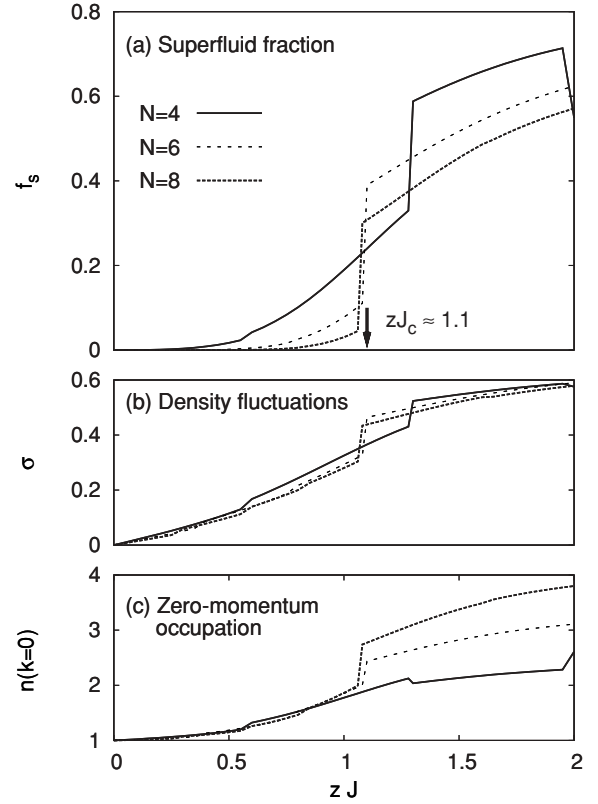 0.8
(a) Superfluid fraction
N=4
N=6
N=8
0.6
0.4
0.2
0
f_s
zJ_c ≈ 1.1
0.6
(b) Density fluctuations
0.4
0.2
0
σ
4
(c) Zero-momentum
occupation
3
2
1
n(k=0)
0 0.5 1 1.5 2
z J